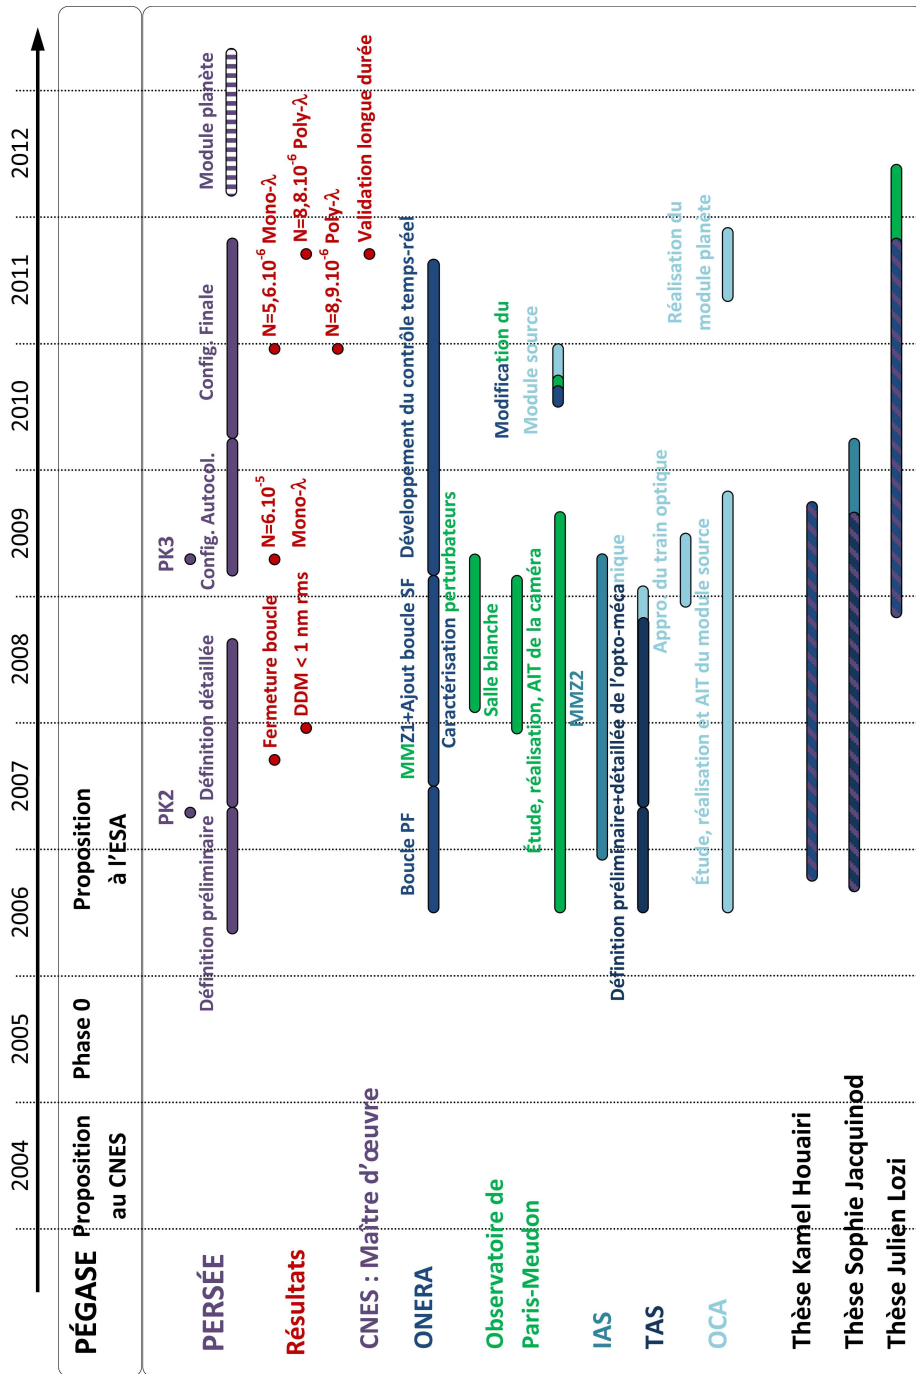 2004 2005 2006 2007 2008 2009 2010 2011 2012
PÉGASE
Proposition
au CNES
Phase 0
Proposition
à l'ESA
PERSÉE
PK2
PK3
Définition préliminaire
Définition détaillée
Config. Autocol.
Config. Finale
Module planète
Résultats
Fermeture boucle
N=6.10⁻⁵
N=5,6.10⁻⁶ Mono-λ
DDM < 1 nm rms
Mono-λ
N=8,8.10⁻⁶ Poly-λ
N=8,9.10⁻⁶ Poly-λ
CNES : Maître d'œuvre
Validation longue durée
ONERA
Boucle PF
MMZ1+Ajout boucle SF
Développement du contrôle temps-réel
Caractérisation perturbateurs
Observatoire de
Paris-Meudon
Salle blanche
Étude, réalisation, AIT de la caméra
Modification du
Module source
IAS
MMZ2
TAS
Définition préliminaire+détaillée de l'opto-mécanique
Appro. du train optique
OCA
Étude, réalisation et AIT du module source
Réalisation du
module planète
Thèse Kamel Houairi
Thèse Sophie Jacquinod
Thèse Julien Lozi